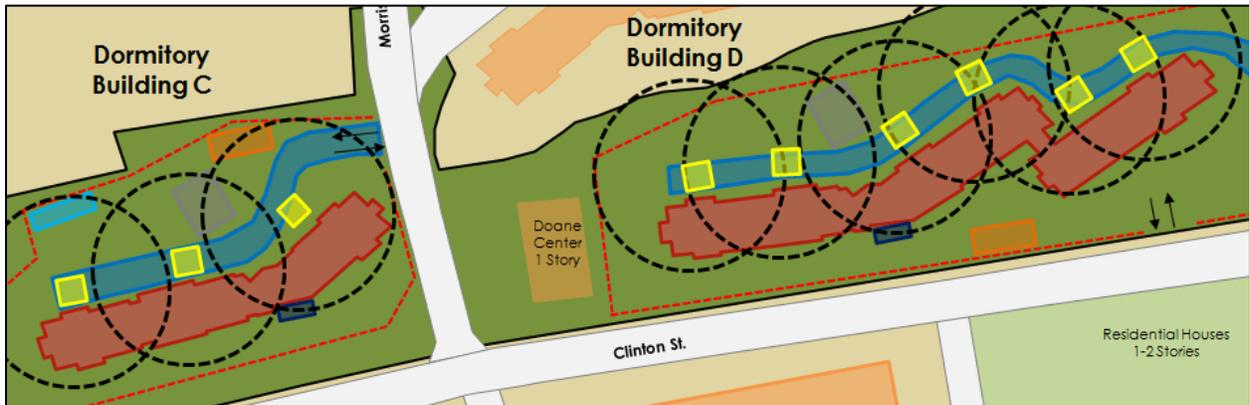 Dormitory
Building C
Morris
Dormitory
Building D
Doane
Center
1 Story
Clinton St.
Residential Houses
1-2 Stories